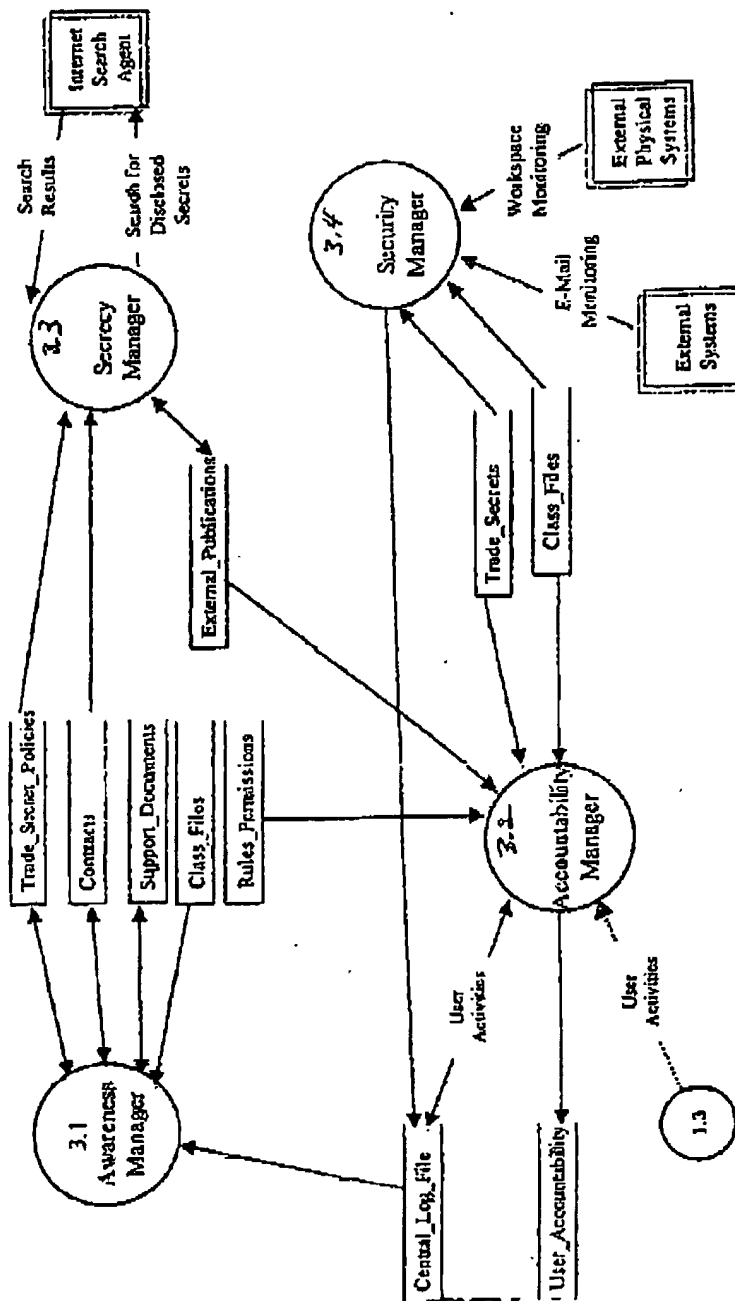 3.1
Awareness
Manager
Trade_Secret_Policies
Contracts
Support_Documents
Class_Files
Rules_Permissions
3.3
Secrecy
Manager
Search
Results
Search for
Disclosed
Secrets
Internet
Search
Agent
External_Publications
Central_Log_File
User
Activities
User_Accountability
3.2
Accountability
Manager
Trade_Secrets
Class_Files
3.4
Security
Manager
Workspace
Monitoring
External
Physical
Systems
E-Mail
Monitoring
External
Systems
User
Activities
1.3